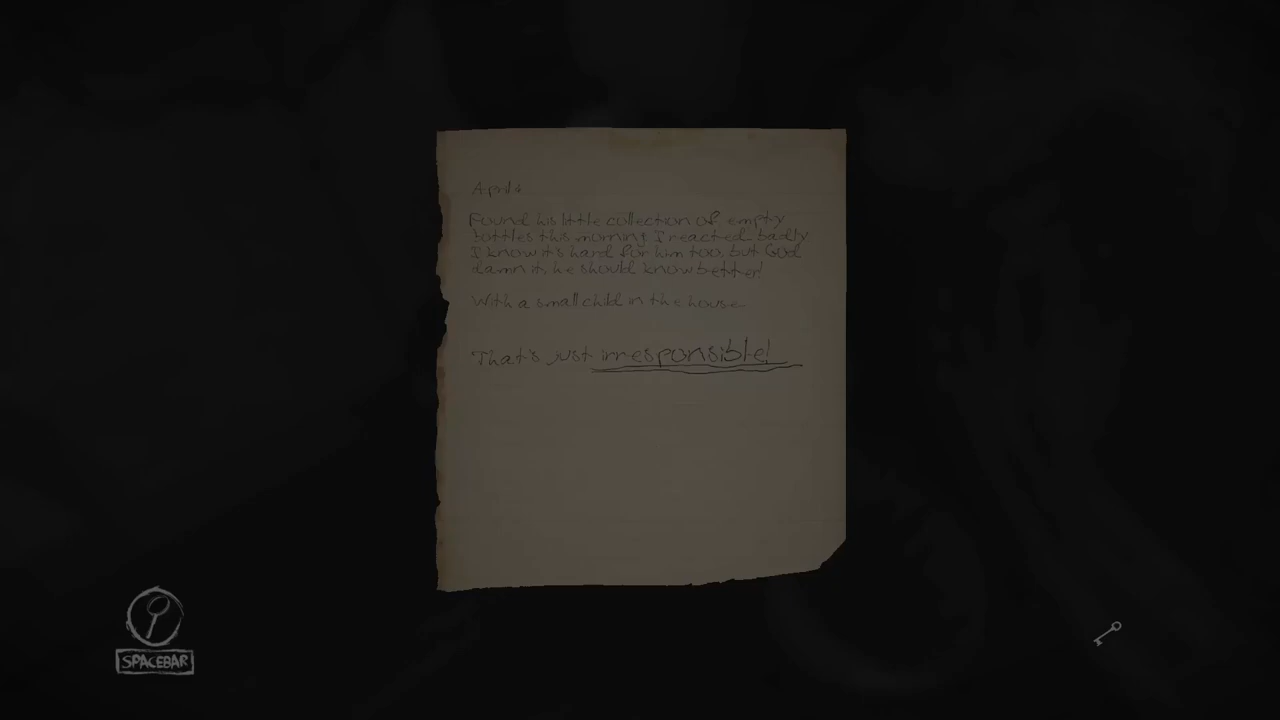 April 3
Found his little collection of empty
bottles this morning. I reacted badly
I know it's hard for him too, but God
damn it, he should know better!
With a small child in the house
That's just irresponsible!
SPACEBAR